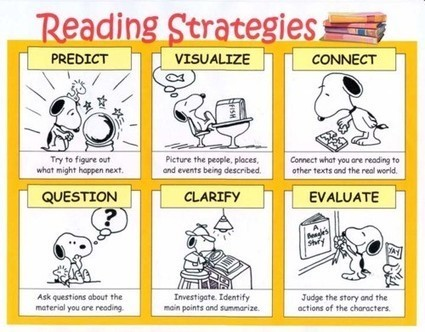 Reading Strategies
PREDICT
Try to figure out
what might happen next.
VISUALIZE
FISH
Picture the people, places,
and events being described.
CONNECT
Connect what you are reading to
other texts and the real world.
QUESTION
?
Ask questions about the
material you are reading.
CLARIFY
Investigate. Identify
main points and summarize.
EVALUATE
A
Beagle's
Story
YAY
Judge the story and the
actions of the characters.